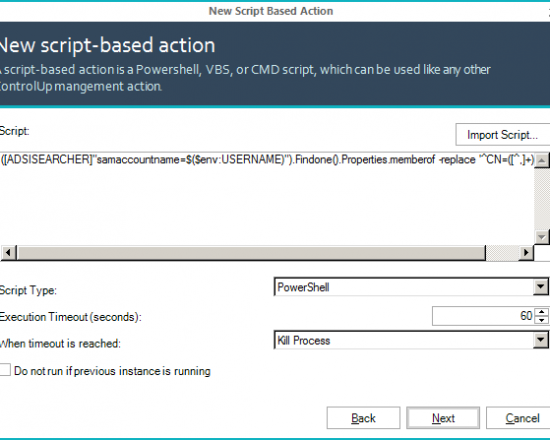 New Script Based Action
New script-based action
A script-based action is a Powershell, VBS, or CMD script, which can be used like any other
ControlUp mangement action.
Script:
Import Script...
([ADSISEARCHER]"samaccountname=$($env:USERNAME)").Findone().Properties.memberof -replace '^CN=([^,]+)
Script Type:
PowerShell
Execution Timeout (seconds):
60
When timeout is reached:
Kill Process
Do not run if previous instance is running
Back
Next
Cancel